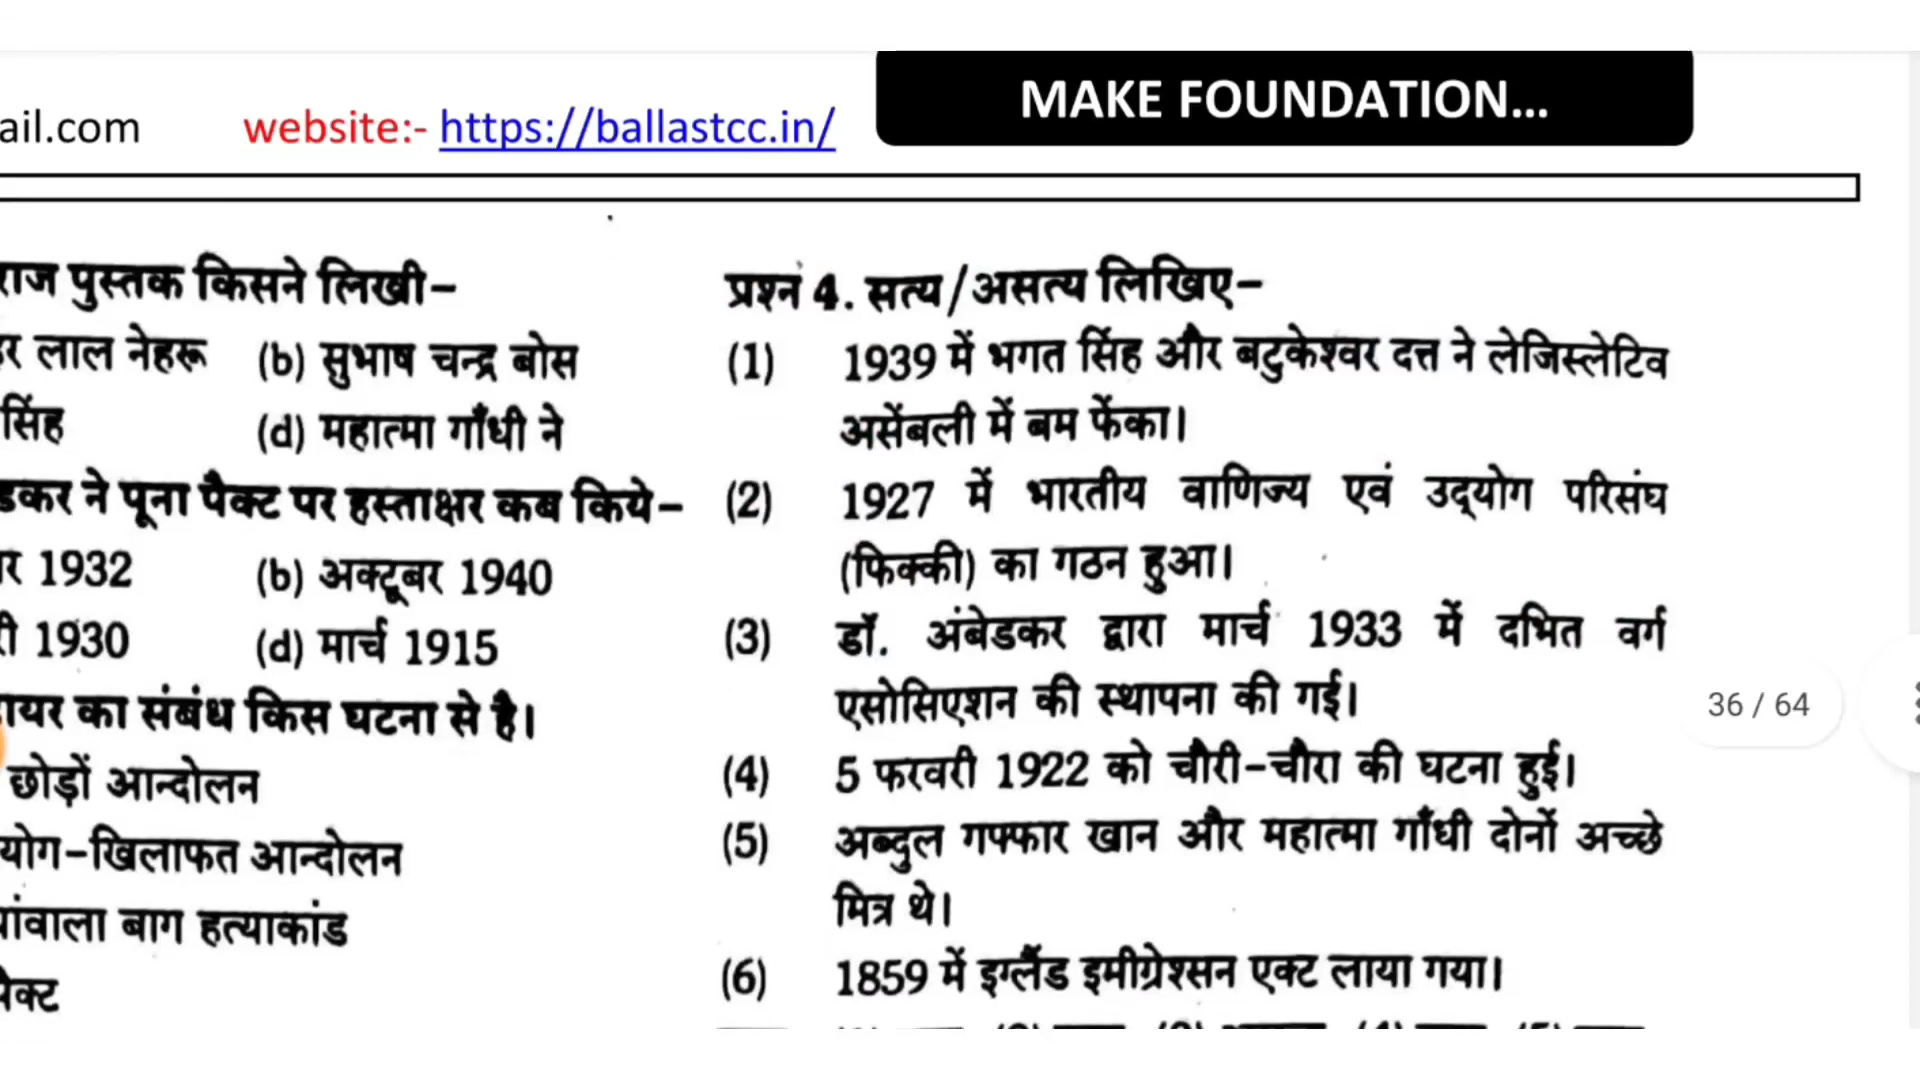 ail.com website:- https://ballastcc.in/
MAKE FOUNDATION...
राज पुस्तक किसने लिखी–
लाल नेहरू (b) सुभाष चन्द्र बोस
सिंह (d) महात्मा गाँधी ने
डकर ने पूना पैक्ट पर हस्ताक्षर कब किये–
1932 (b) अक्टूबर 1940
1930 (d) मार्च 1915
ायर का संबंध किस घटना से है।
छोड़ों आन्दोलन
योग–खिलाफत आन्दोलन
यांवाला बाग हत्याकांड
पैक्ट
प्रश्न 4. सत्य/असत्य लिखिए–
(1) 1939 में भगत सिंह और बटुकेश्वर दत्त ने लेजिस्लेटिव
असेंबली में बम फेंका।
(2) 1927 में भारतीय वाणिज्य एवं उद्‌योग परिसंघ
(फिक्की) का गठन हुआ।
(3) डॉ. अंबेडकर द्वारा मार्च 1933 में दभित वर्ग
एसोसिएशन की स्थापना की गई।
(4) 5 फरवरी 1922 को चौरी–चौरा की घटना हुई।
(5) अब्दुल गफ्फार खान और महात्मा गाँधी दोनों अच्छे
मित्र थे।
(6) 1859 में इग्लैंड इमीग्रेश्सन एक्ट लाया गया।
36 / 64